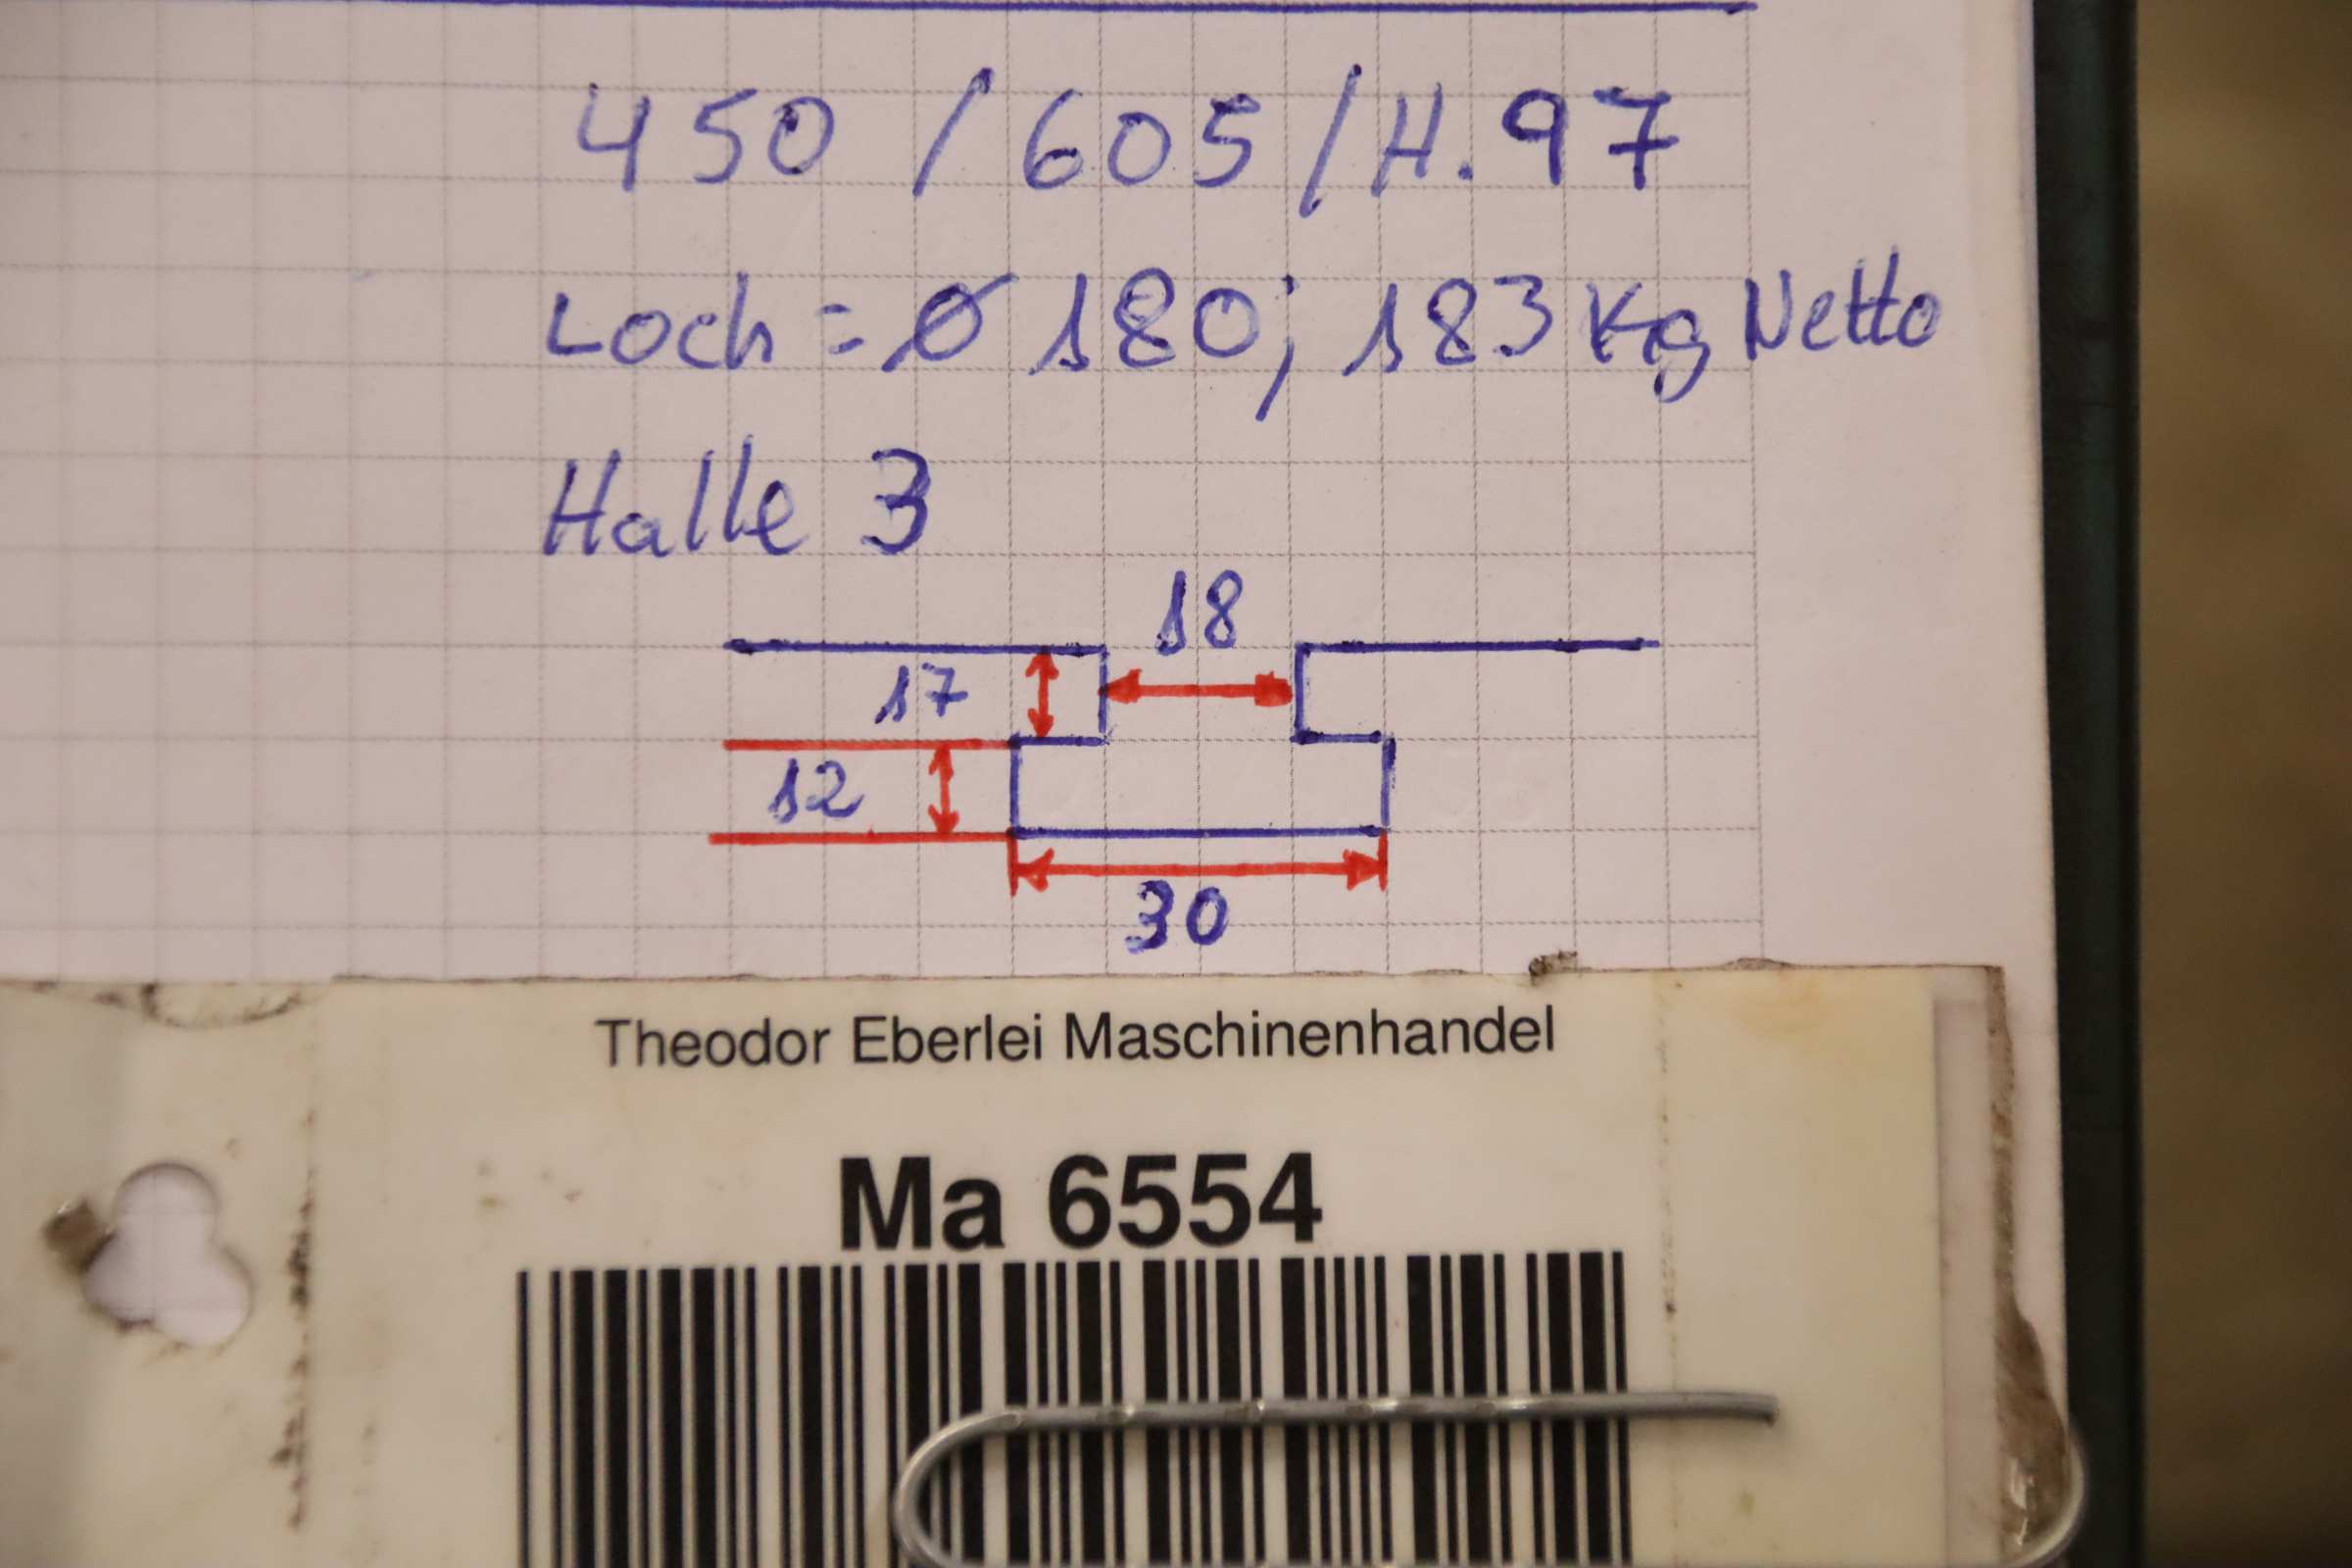 450 / 605 / H. 97
Loch = Ø 180; 183 Kg Netto
Halle 3
18
17
12
30
Theodor Eberlei Maschinenhandel
Ma 6554